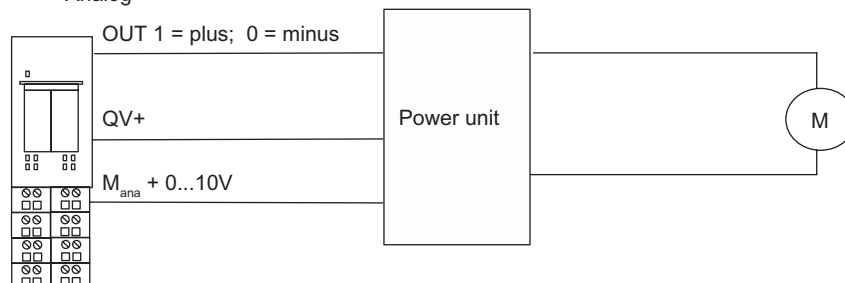 Analog
OUT 1 = plus; 0 = minus
QV+
Power unit
M
Mana + 0...10V